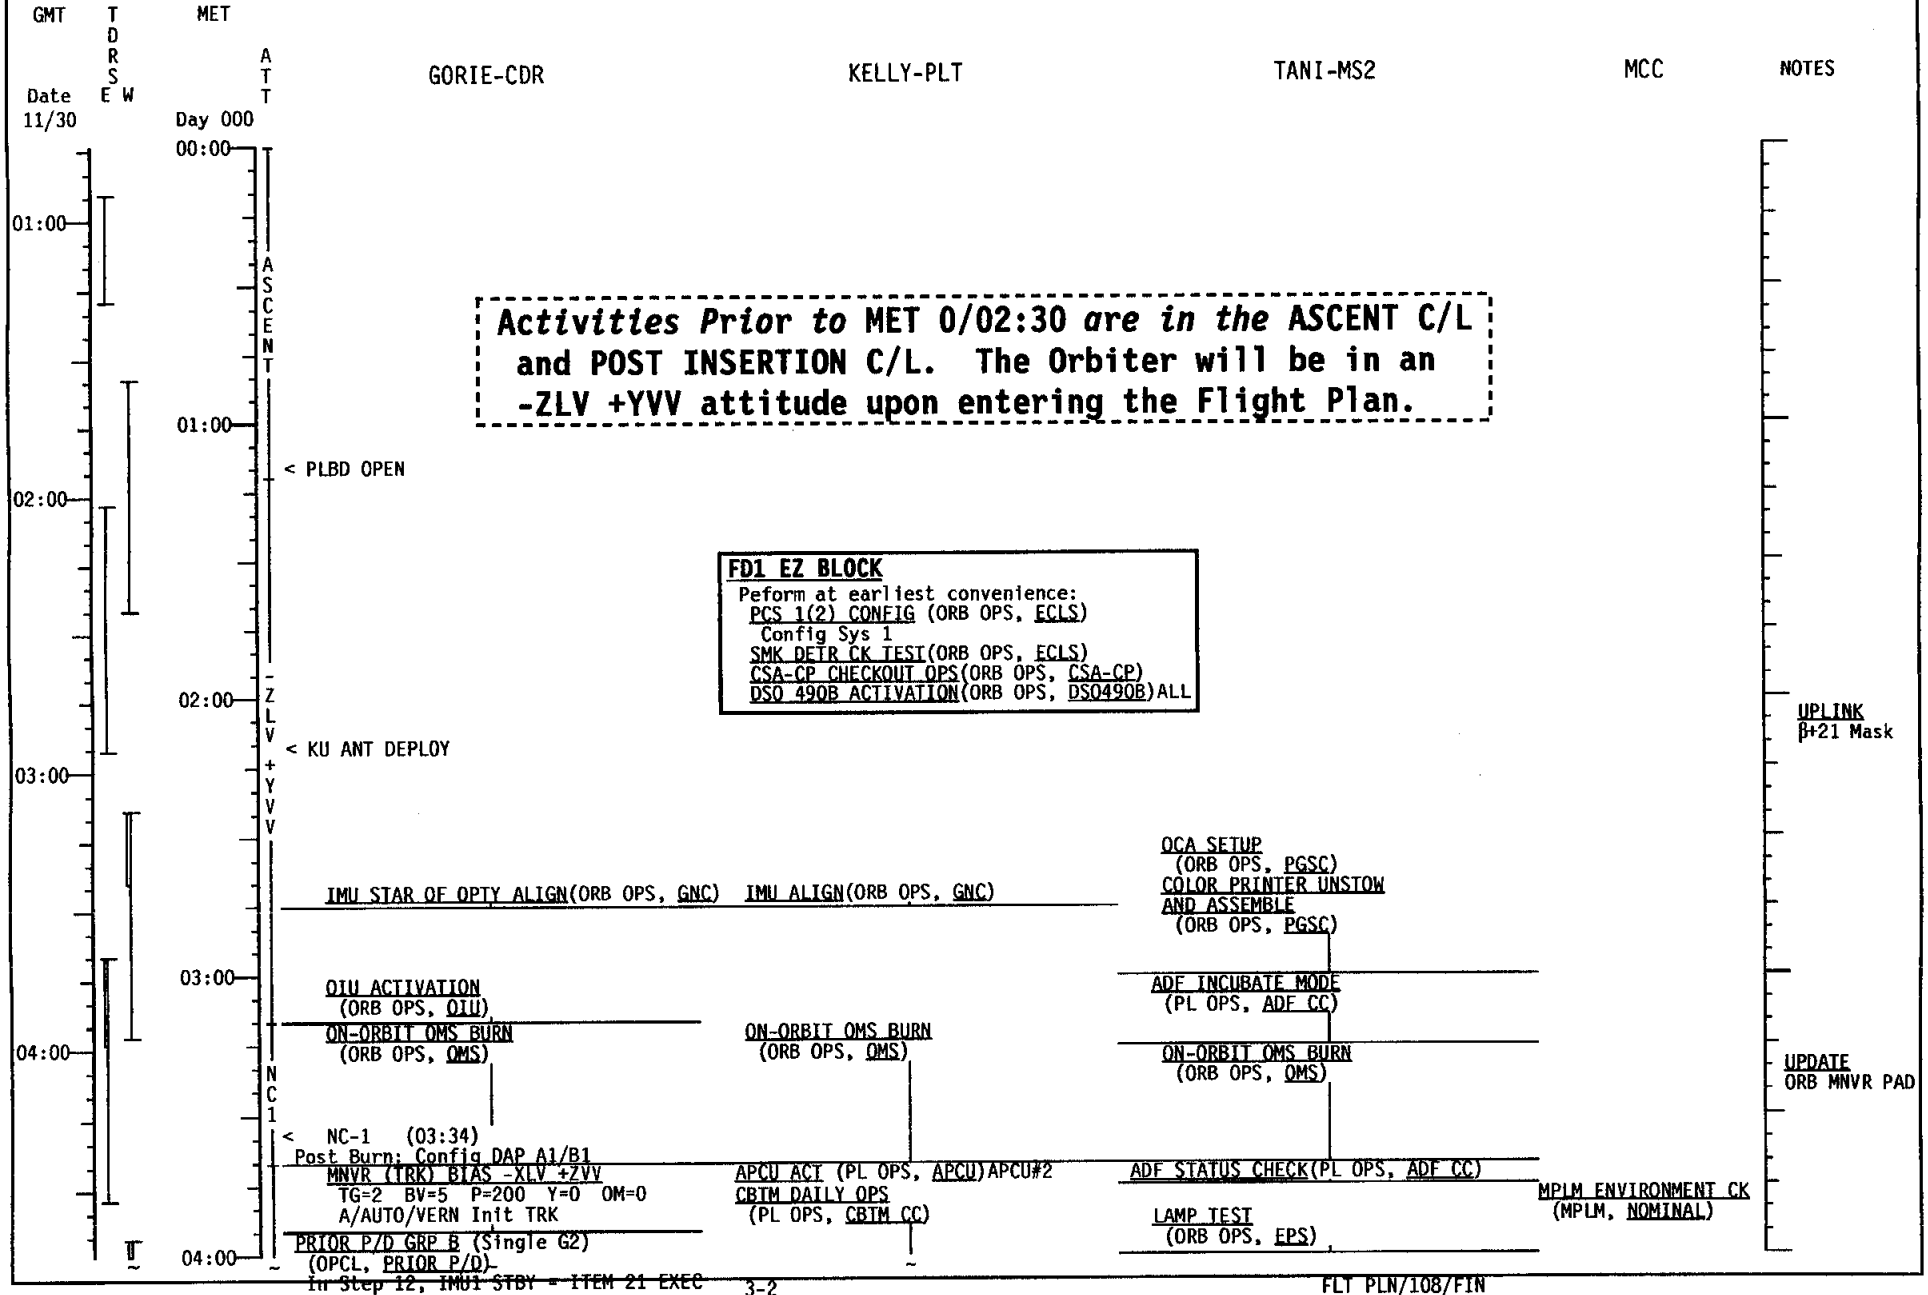 GMT TDRS MET
E W
ATT
GORIE-CDR KELLY-PLT TANI-MS2 MCC NOTES
Date
11/30 Day 000
00:00
01:00
ASCENT
Activities Prior to MET 0/02:30 are in the ASCENT C/L
and POST INSERTION C/L. The Orbiter will be in an
-ZLV +YVV attitude upon entering the Flight Plan.
01:00
< PLBD OPEN
02:00
FD1 EZ BLOCK
Peform at earliest convenience:
PCS 1(2) CONFIG (ORB OPS, ECLS)
Config Sys 1
SMK DETR CK TEST(ORB OPS, ECLS)
CSA-CP CHECKOUT OPS(ORB OPS, CSA-CP)
DSO 490B ACTIVATION(ORB OPS, DSO490B)ALL
02:00
-ZLV +YVV
UPLINK
β+21 Mask
< KU ANT DEPLOY
03:00
OCA SETUP
(ORB OPS, PGSC)
COLOR PRINTER UNSTOW
AND ASSEMBLE
(ORB OPS, PGSC)
IMU STAR OF OPTY ALIGN(ORB OPS, GNC) IMU ALIGN(ORB OPS, GNC)
03:00
OIU ACTIVATION
(ORB OPS, OIU)
ADF INCUBATE MODE
(PL OPS, ADF CC)
ON-ORBIT OMS BURN
(ORB OPS, OMS)
ON-ORBIT OMS BURN
(ORB OPS, OMS)
ON-ORBIT OMS BURN
(ORB OPS, OMS)
04:00
UPDATE
ORB MNVR PAD
NC1
< NC-1 (03:34)
Post Burn: Config DAP A1/B1
MNVR (TRK) BIAS -XLV +ZVV
TG=2 BV=5 P=200 Y=0 OM=0
A/AUTO/VERN Init TRK
APCU ACT (PL OPS, APCU)APCU#2
CBTM DAILY OPS
(PL OPS, CBTM CC)
ADF STATUS CHECK(PL OPS, ADF CC)
LAMP TEST
(ORB OPS, EPS)
MPLM ENVIRONMENT CK
(MPLM, NOMINAL)
04:00
PRIOR P/D GRP B (Single G2)
(OPCL, PRIOR P/D)
In Step 12, IMU1 STBY - ITEM 21 EXEC
3-2
FLT PLN/108/FIN